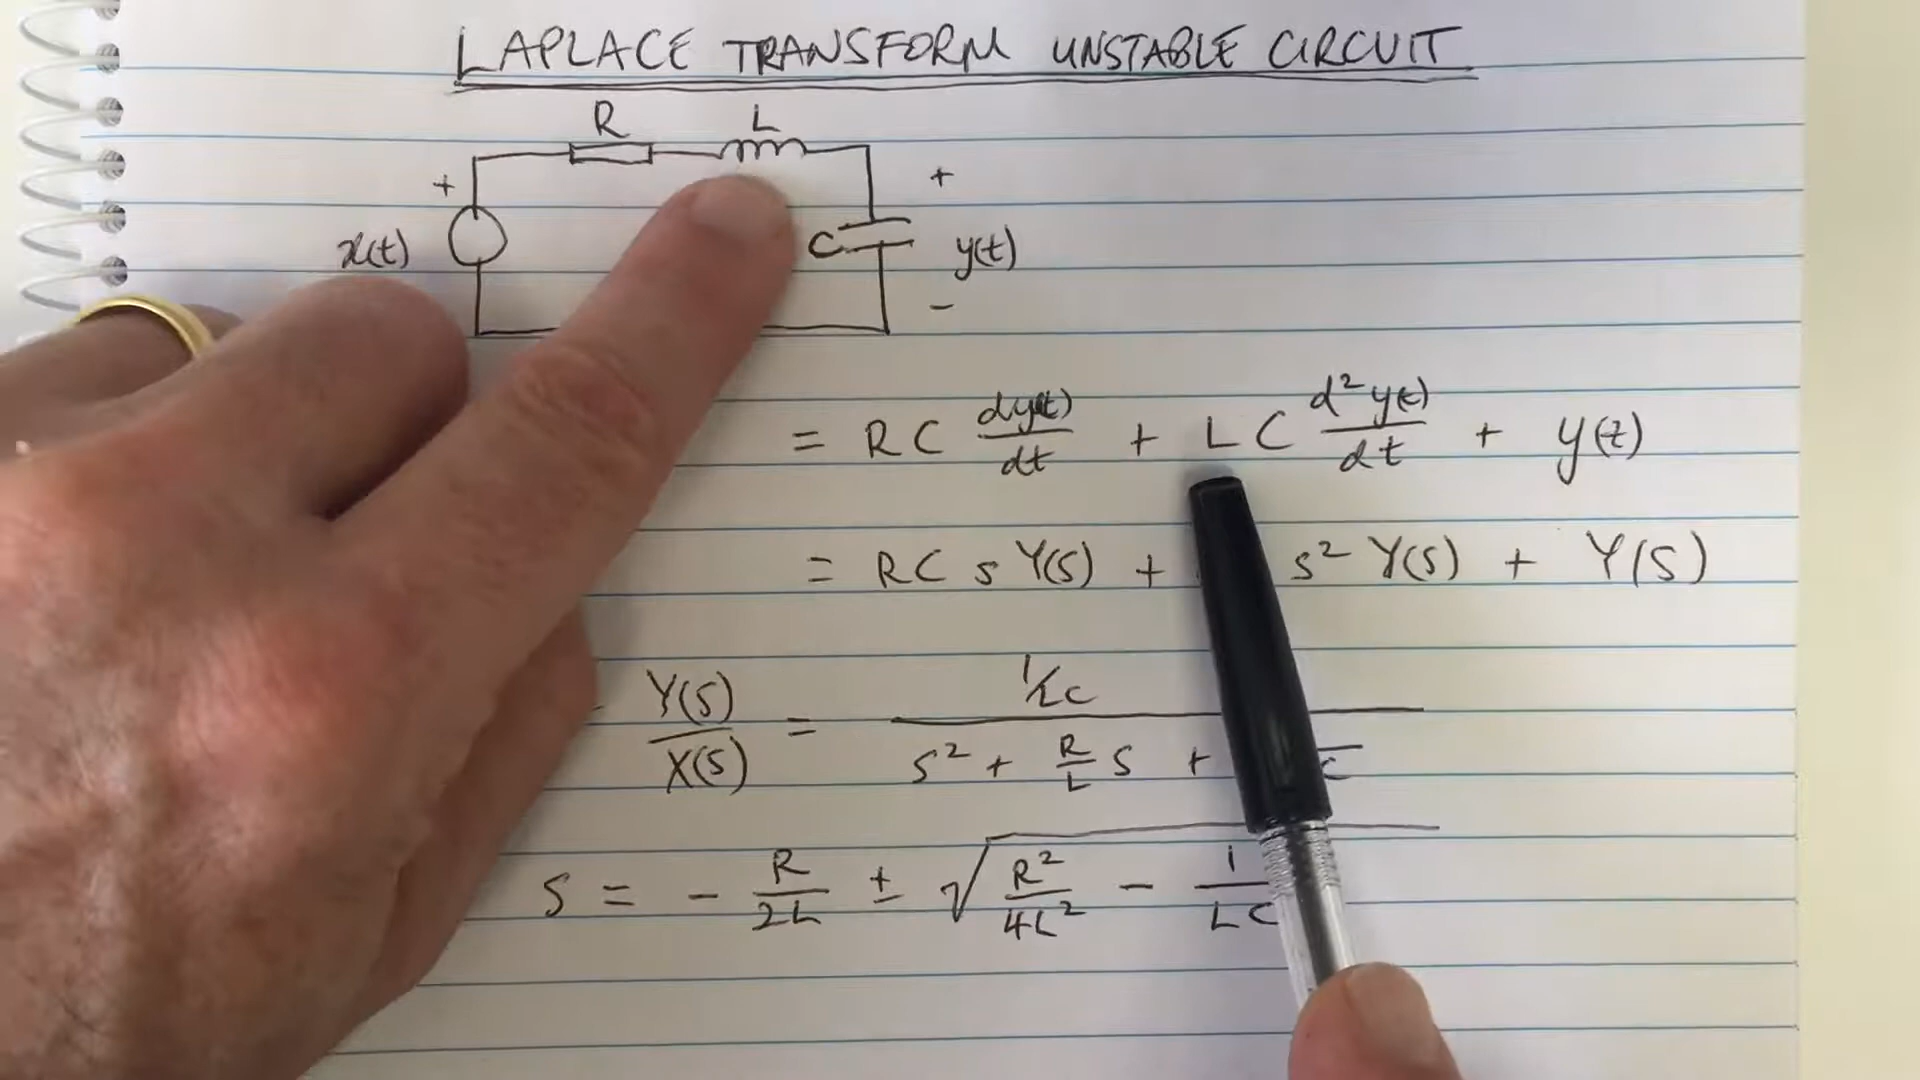 LAPLACE TRANSFORM UNSTABLE CIRCUIT
R L
+ +
x(t) C y(t)
-
= RC dy(t)/dt + LC d²y(t)/dt + y(t)
= RC s Y(s) + s² Y(s) + Y(s)
Y(s)/X(s) = 1/LC / s² + R/L s + C
s = - R/2L ± √ R²/4L² - 1/LC